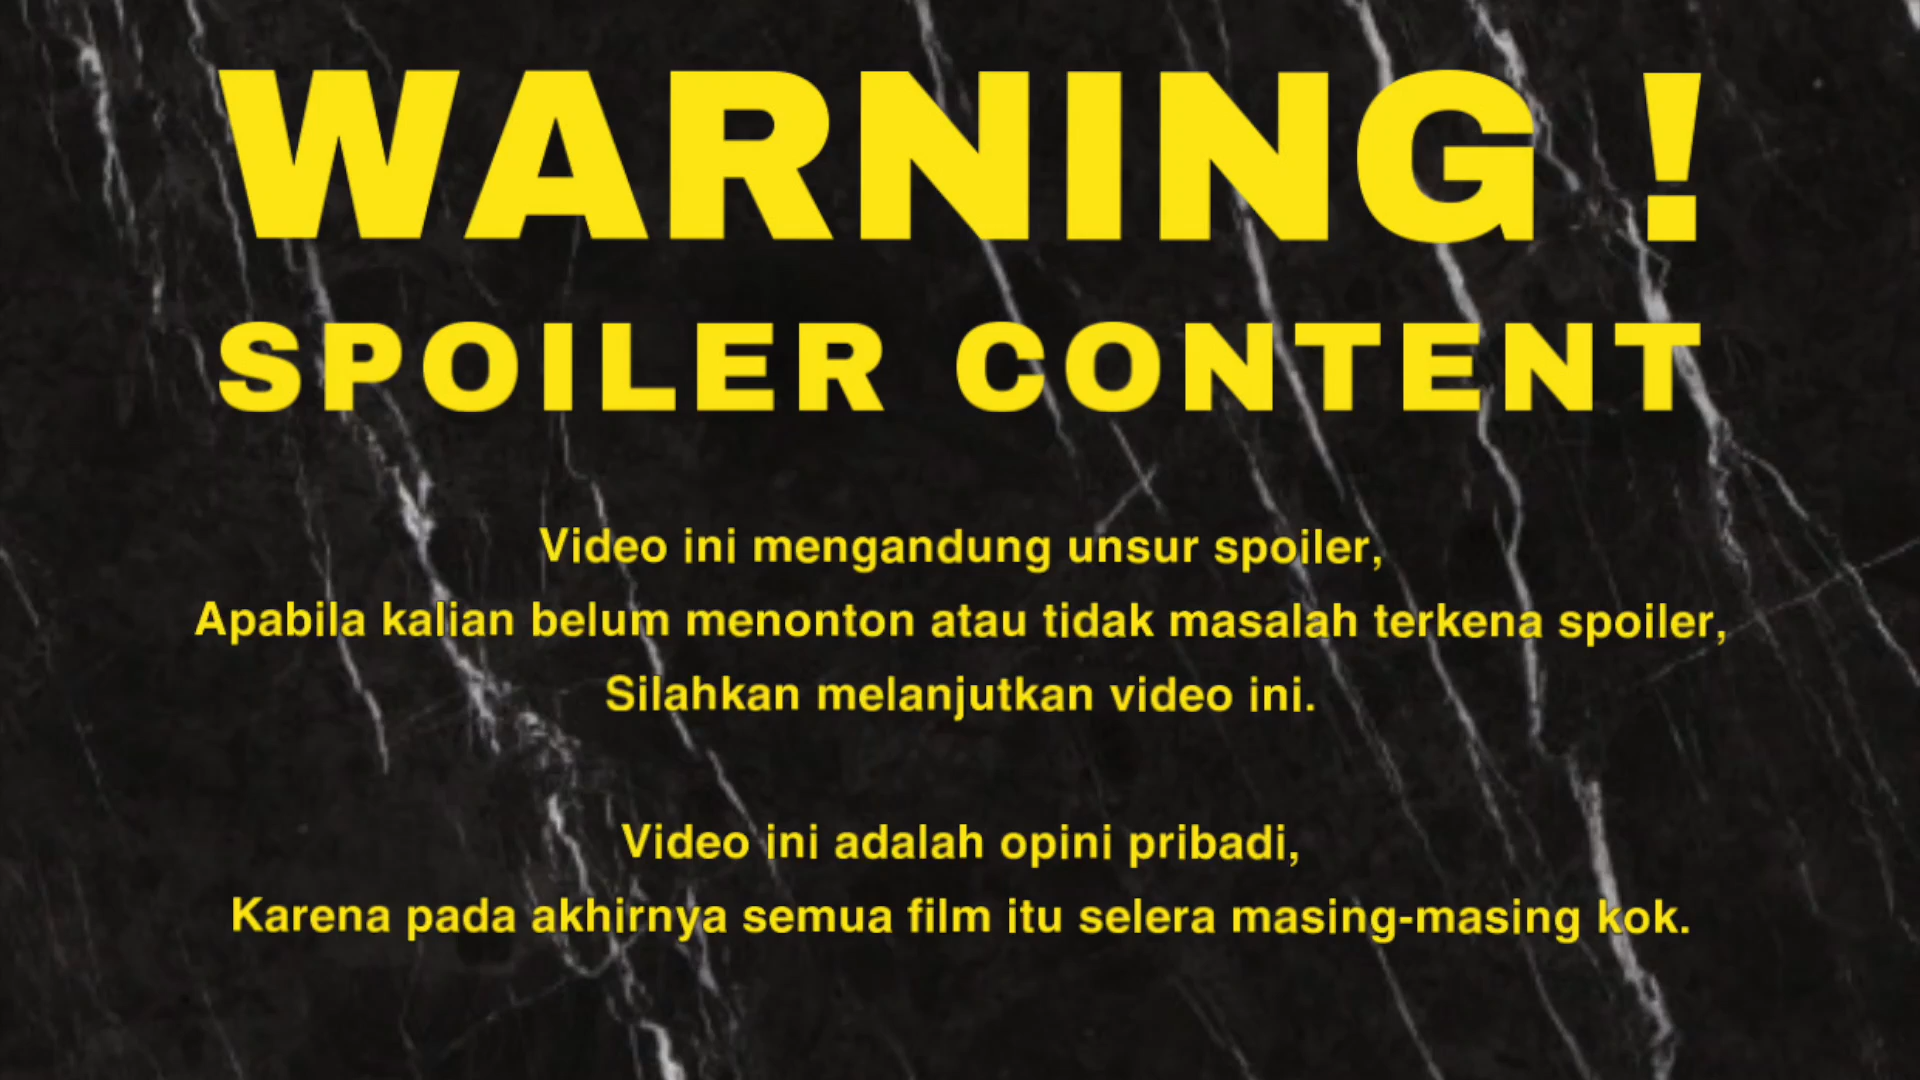 WARNING !
SPOILER CONTENT
Video ini mengandung unsur spoiler,
Apabila kalian belum menonton atau tidak masalah terkena spoiler,
Silahkan melanjutkan video ini.
Video ini adalah opini pribadi,
Karena pada akhirnya semua film itu selera masing-masing kok.